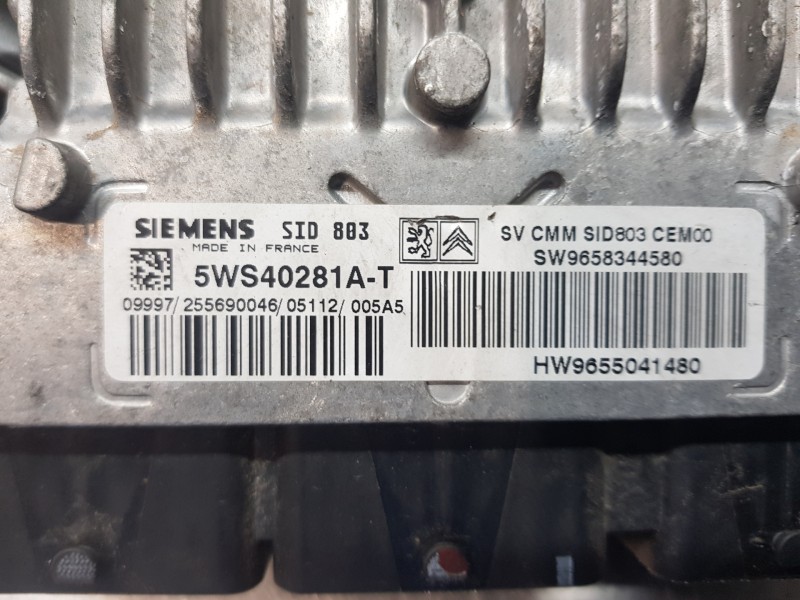 SIEMENS SID 803
MADE IN FRANCE
5WS40281A-T
09997/255690046/05112/005A5
SV CMM SID803 CEM00
SW9658344580
HW9655041480